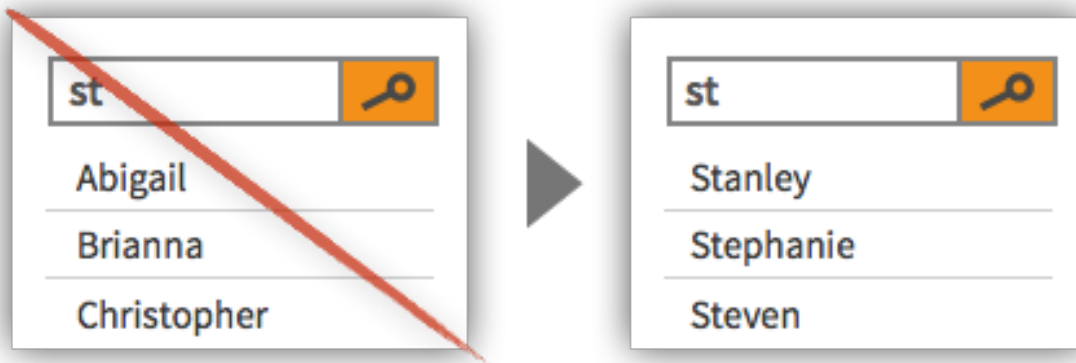 st
Abigail
Brianna
Christopher
st
Stanley
Stephanie
Steven